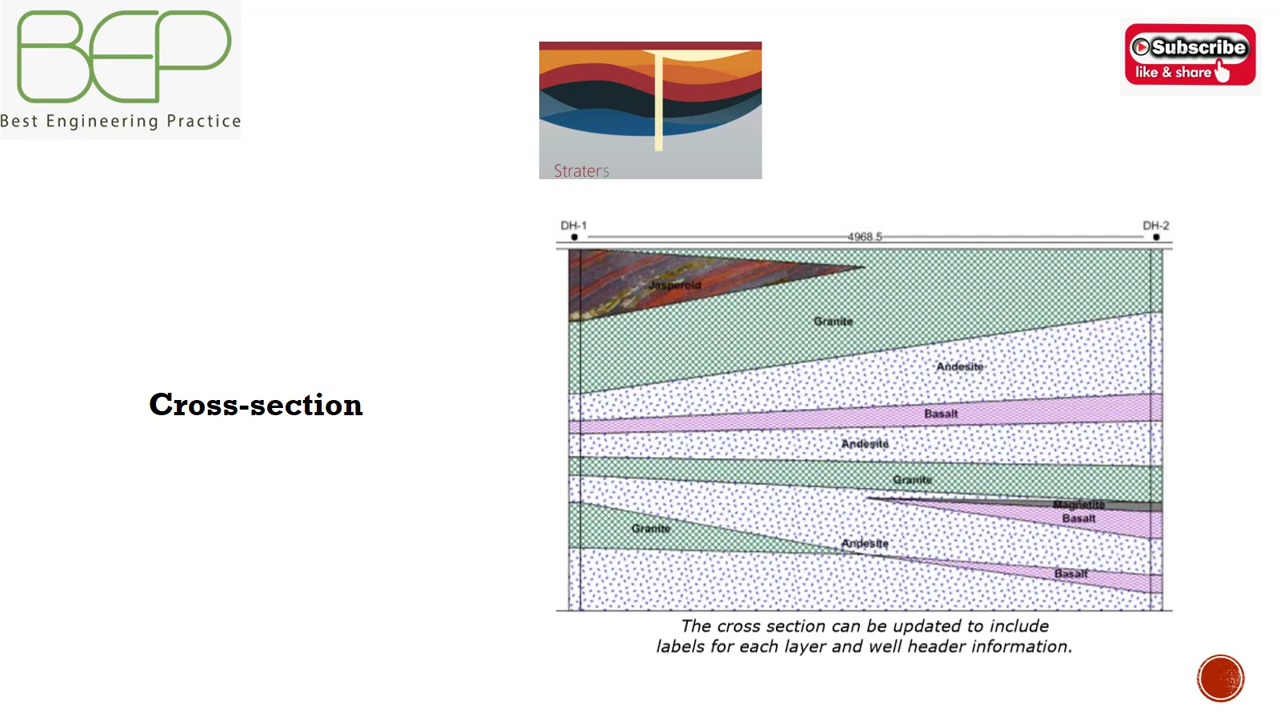 BEP
Best Engineering Practice
Subscribe
like & share
Strater5
DH-1
4968.5
DH-2
Jasperoid
Granite
Andesite
Cross-section
Basalt
Andesite
Granite
Magnetite
Basalt
Granite
Andesite
Basalt
The cross section can be updated to include
labels for each layer and well header information.